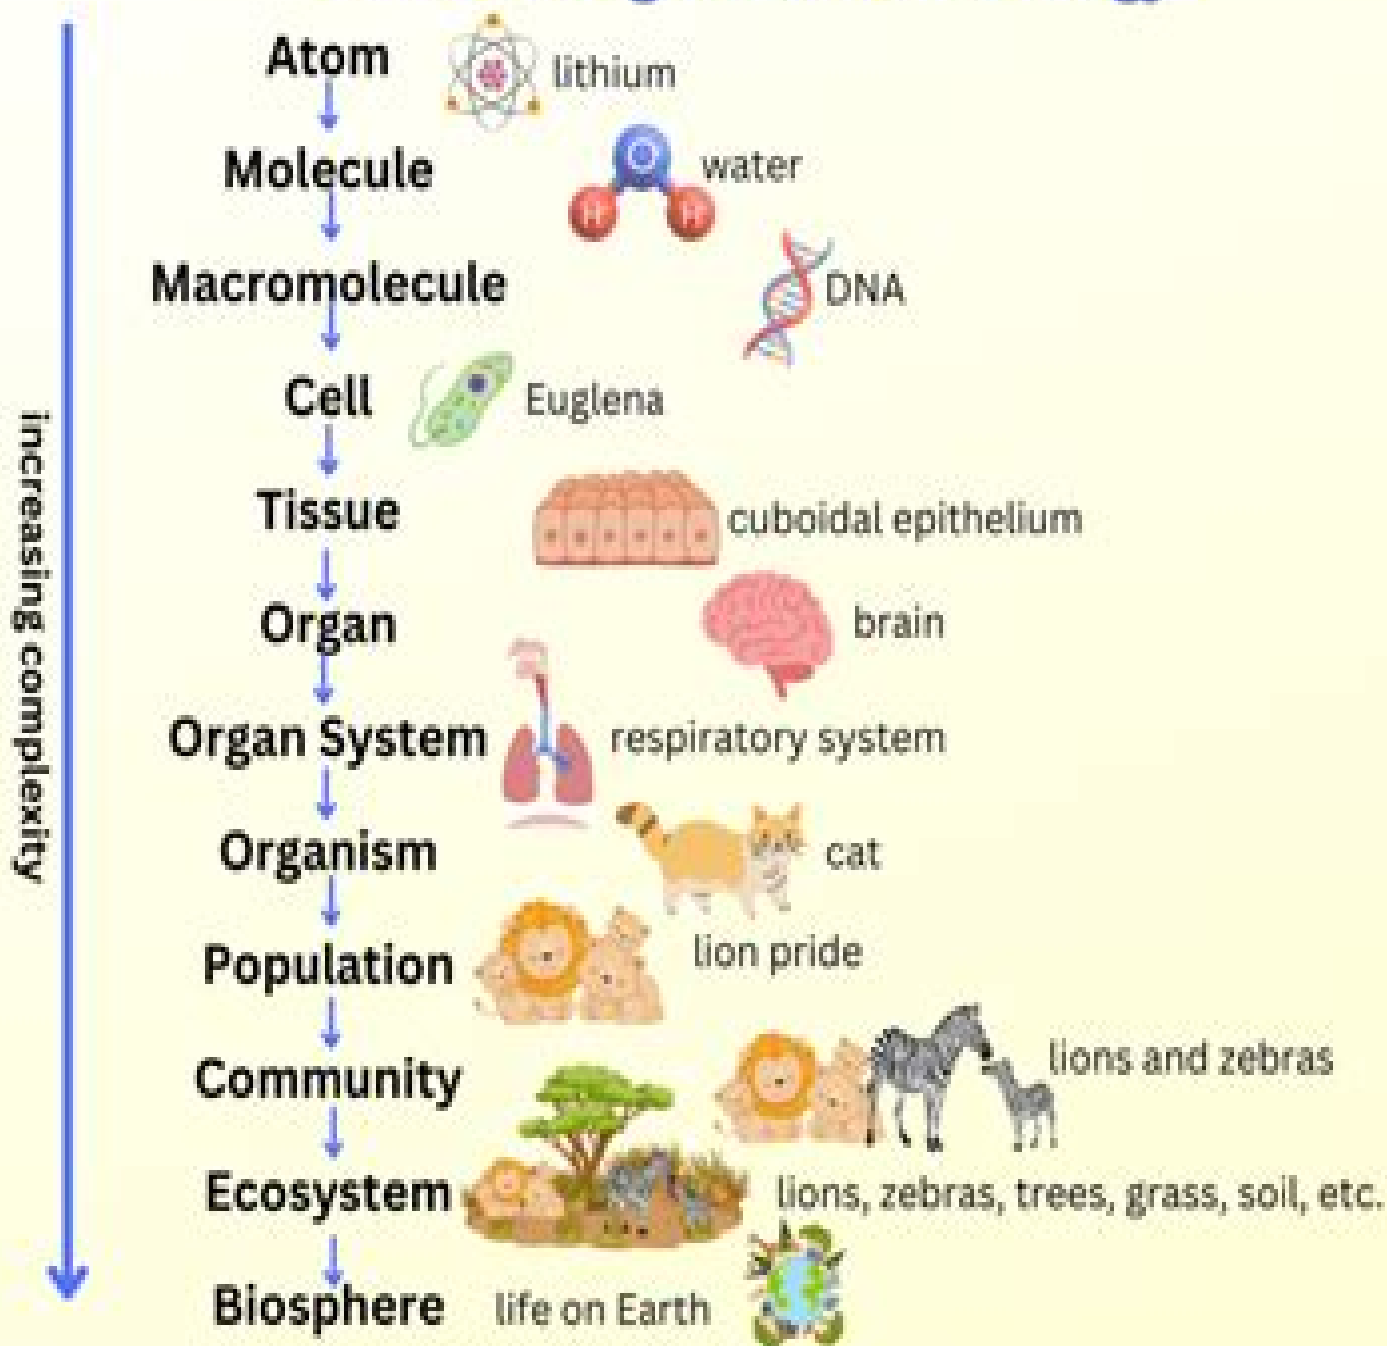 Atom
lithium
Molecule
O
water
H
H
Macromolecule
DNA
Cell
Euglena
Tissue
cuboidal epithelium
Organ
brain
Organ System
respiratory system
Organism
cat
Population
lion pride
Community
lions and zebras
Ecosystem
lions, zebras, trees, grass, soil, etc.
Biosphere
life on Earth
increasing complexity